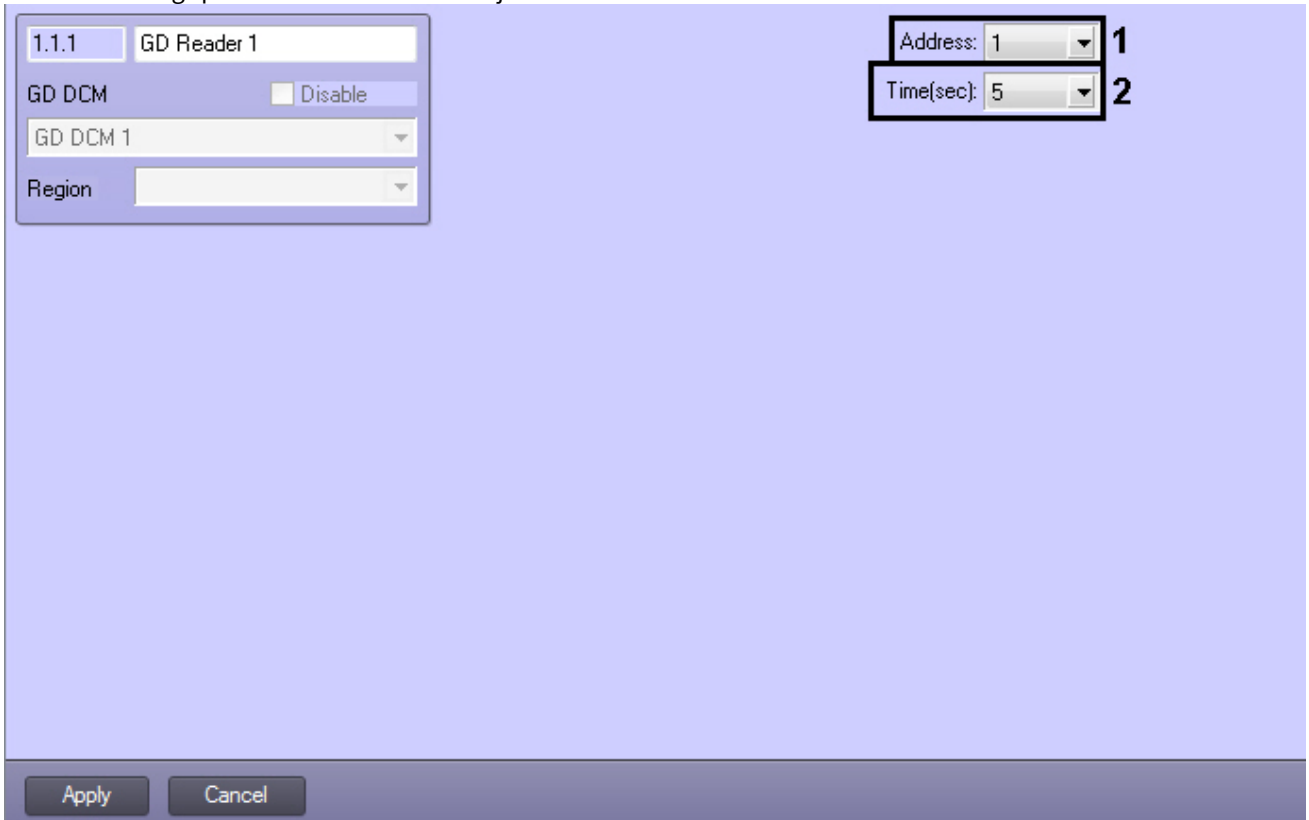 1.1.1 GD Reader 1
GD DCM Disable
GD DCM 1
Region
Address: 1 1
Time(sec): 5 2
Apply Cancel